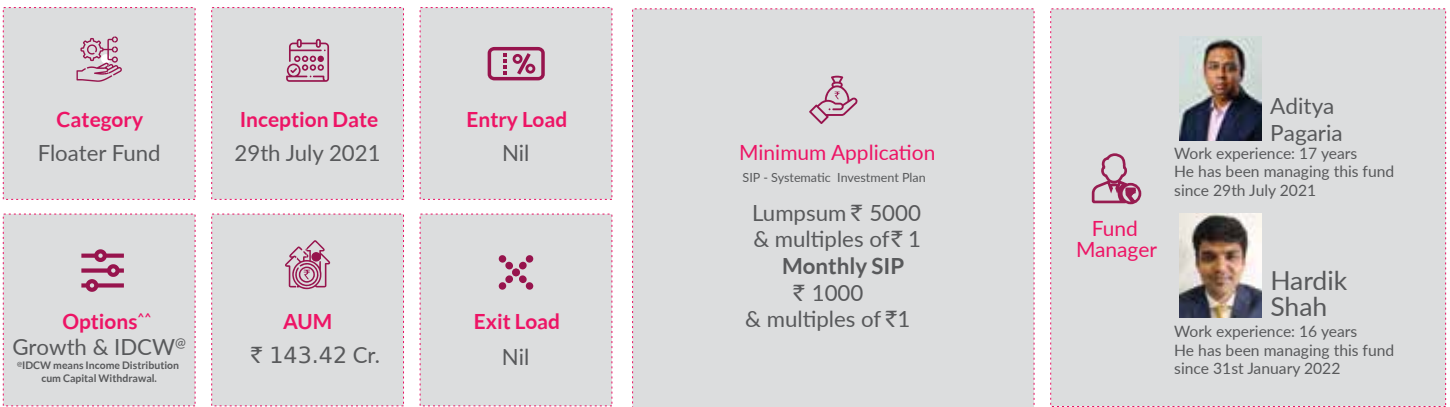 Category
Floater Fund
Inception Date
29th July 2021
Entry Load
%
Nil
Options^^
Growth & IDCW@
@IDCW means Income Distribution
cum Capital Withdrawal.
₹
AUM
₹ 143.42 Cr.
Exit Load
Nil
₹
Minimum Application
SIP - Systematic Investment Plan
Lumpsum ₹ 5000
& multiples of ₹ 1
Monthly SIP
₹ 1000
& multiples of ₹1
₹
Fund
Manager
Aditya
Pagaria
Work experience: 17 years
He has been managing this fund
since 29th July 2021
Hardik
Shah
Work experience: 16 years
He has been managing this fund
since 31st January 2022